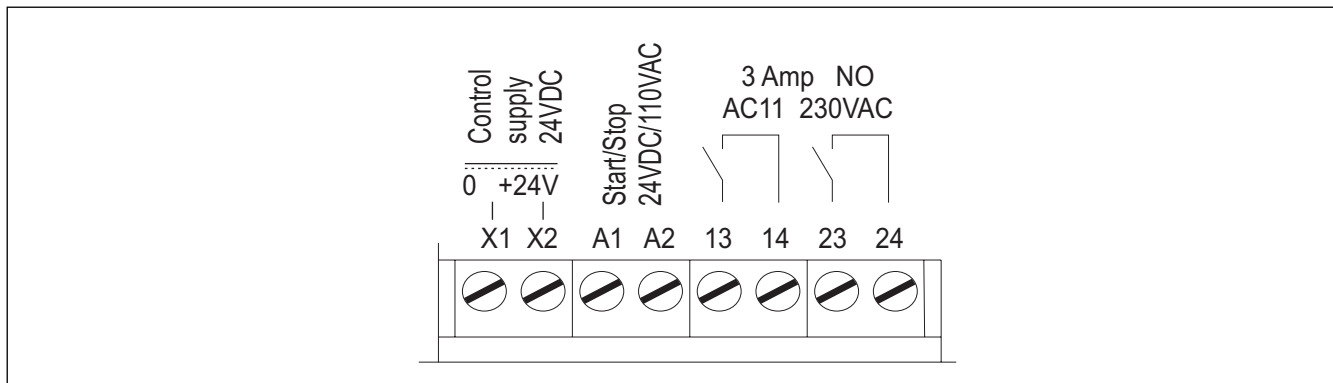 Control
supply
24VDC
0 +24V
Start/Stop
24VDC/110VAC
3 Amp NO
AC11 230VAC
X1 X2 A1 A2 13 14 23 24